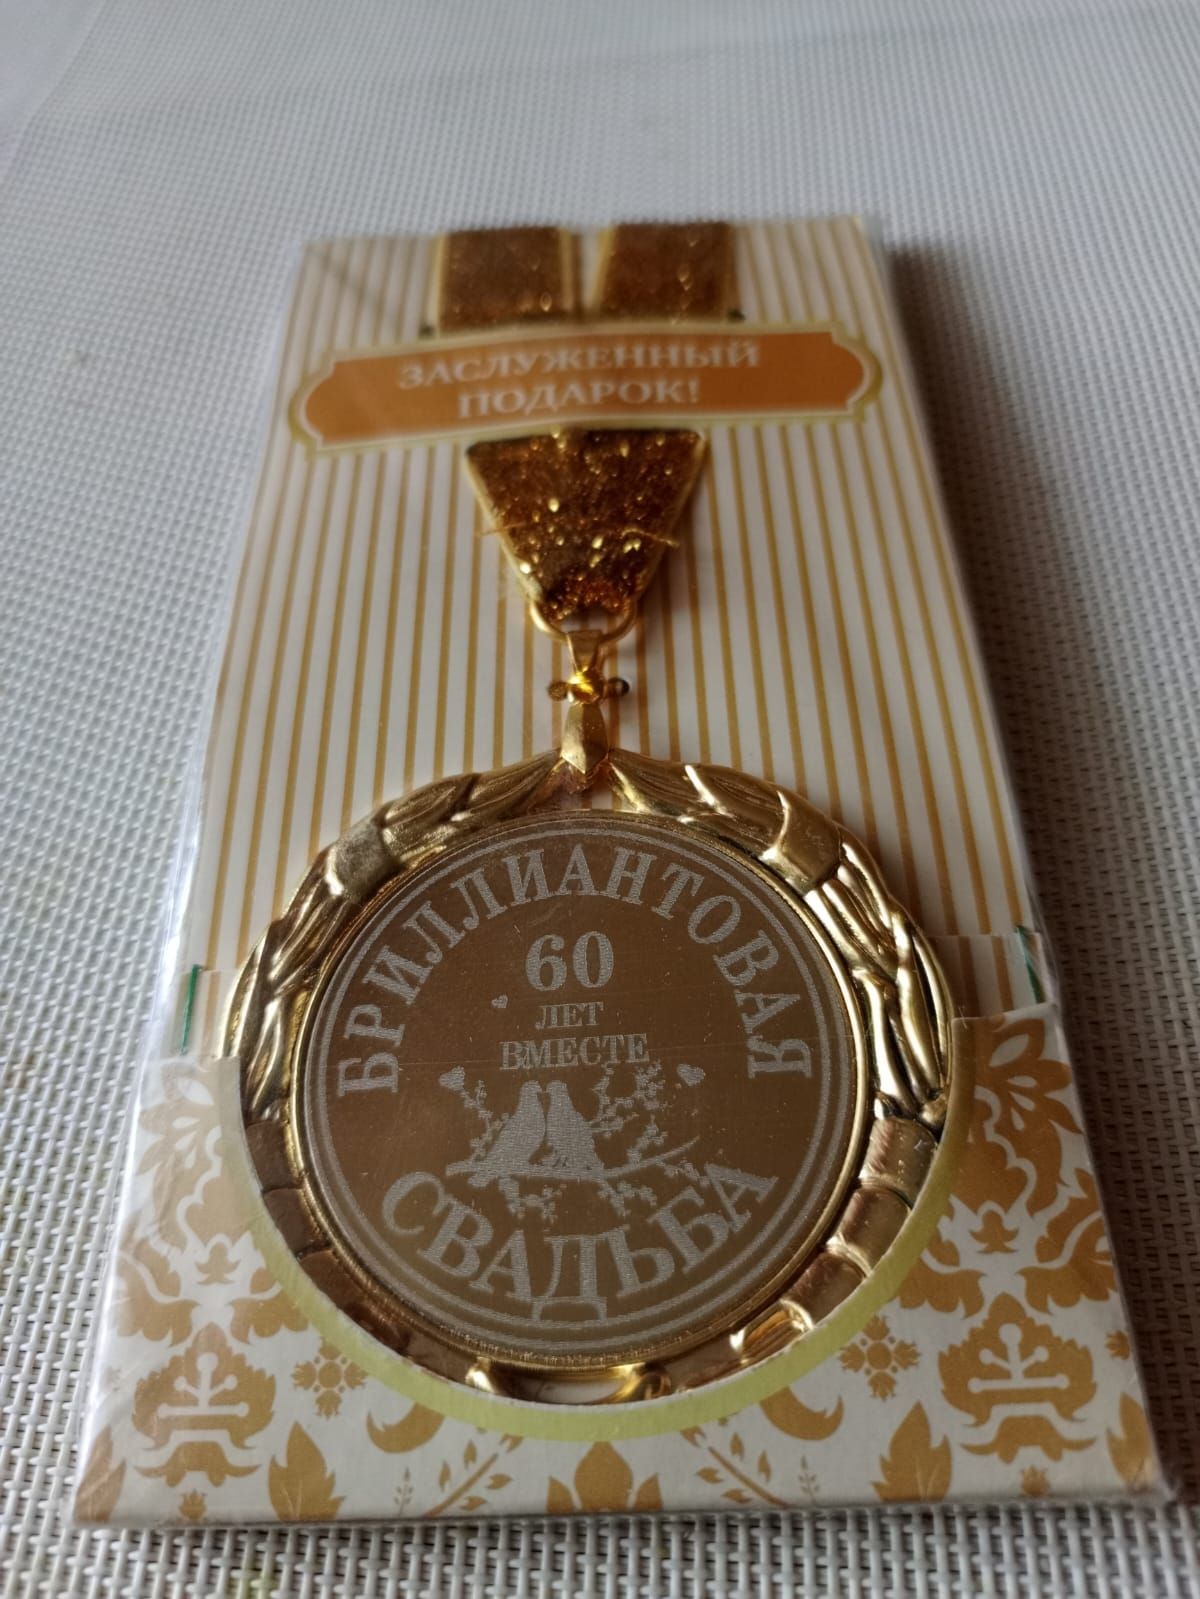 ЗАСЛУЖЕННЫЙ
ПОДАРОК!
БРИЛЛИАНТОВАЯ
60
ЛЕТ
ВМЕСТЕ
СВАДЬБА